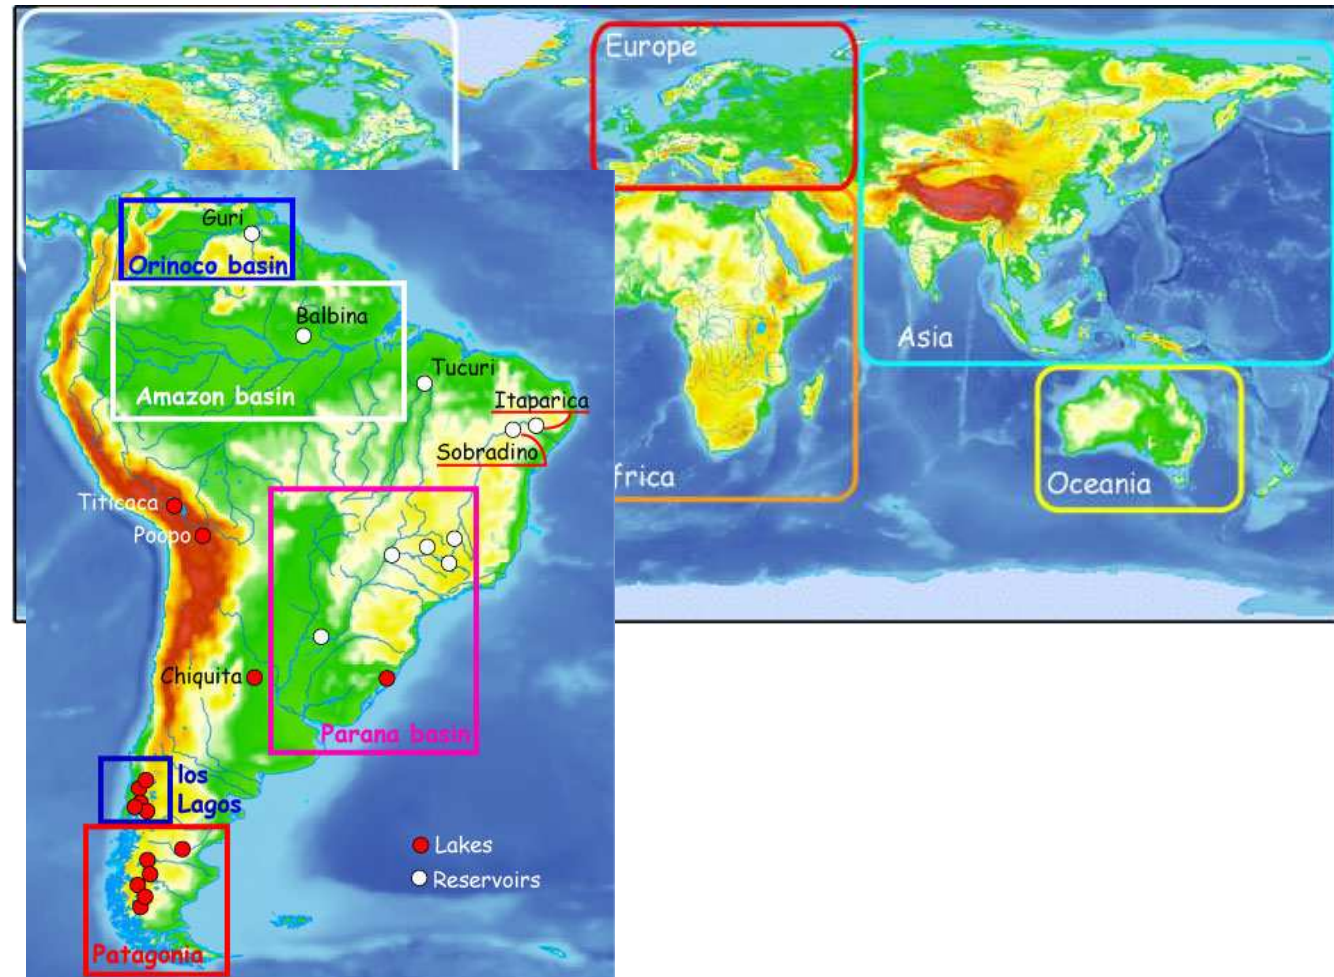 Europe
Asia
frica
Oceania
Guri
Orinoco basin
Balbina
Amazon basin
Tucuri
Itaparica
Sobradino
Titicaca
Poopo
Chiquita
Parana basin
los
Lagos
Lakes
Reservoirs
Patagonia